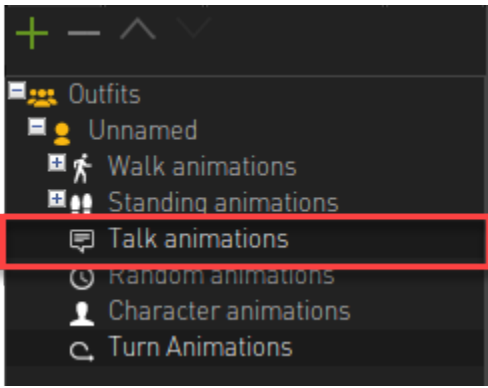 Outfits
Unnamed
Walk animations
Standing animations
Talk animations
Random animations
Character animations
Turn Animations